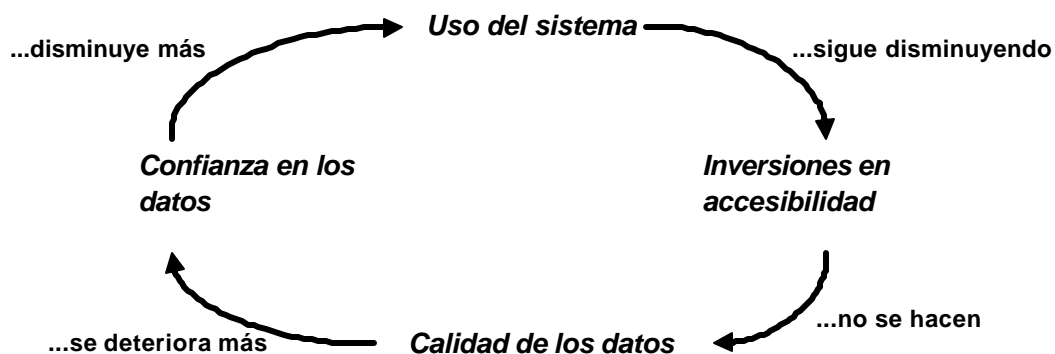 Uso del sistema
...disminuye más
...sigue disminuyendo
Confianza en los
datos
Inversiones en
accesibilidad
...no se hacen
...se deteriora más
Calidad de los datos